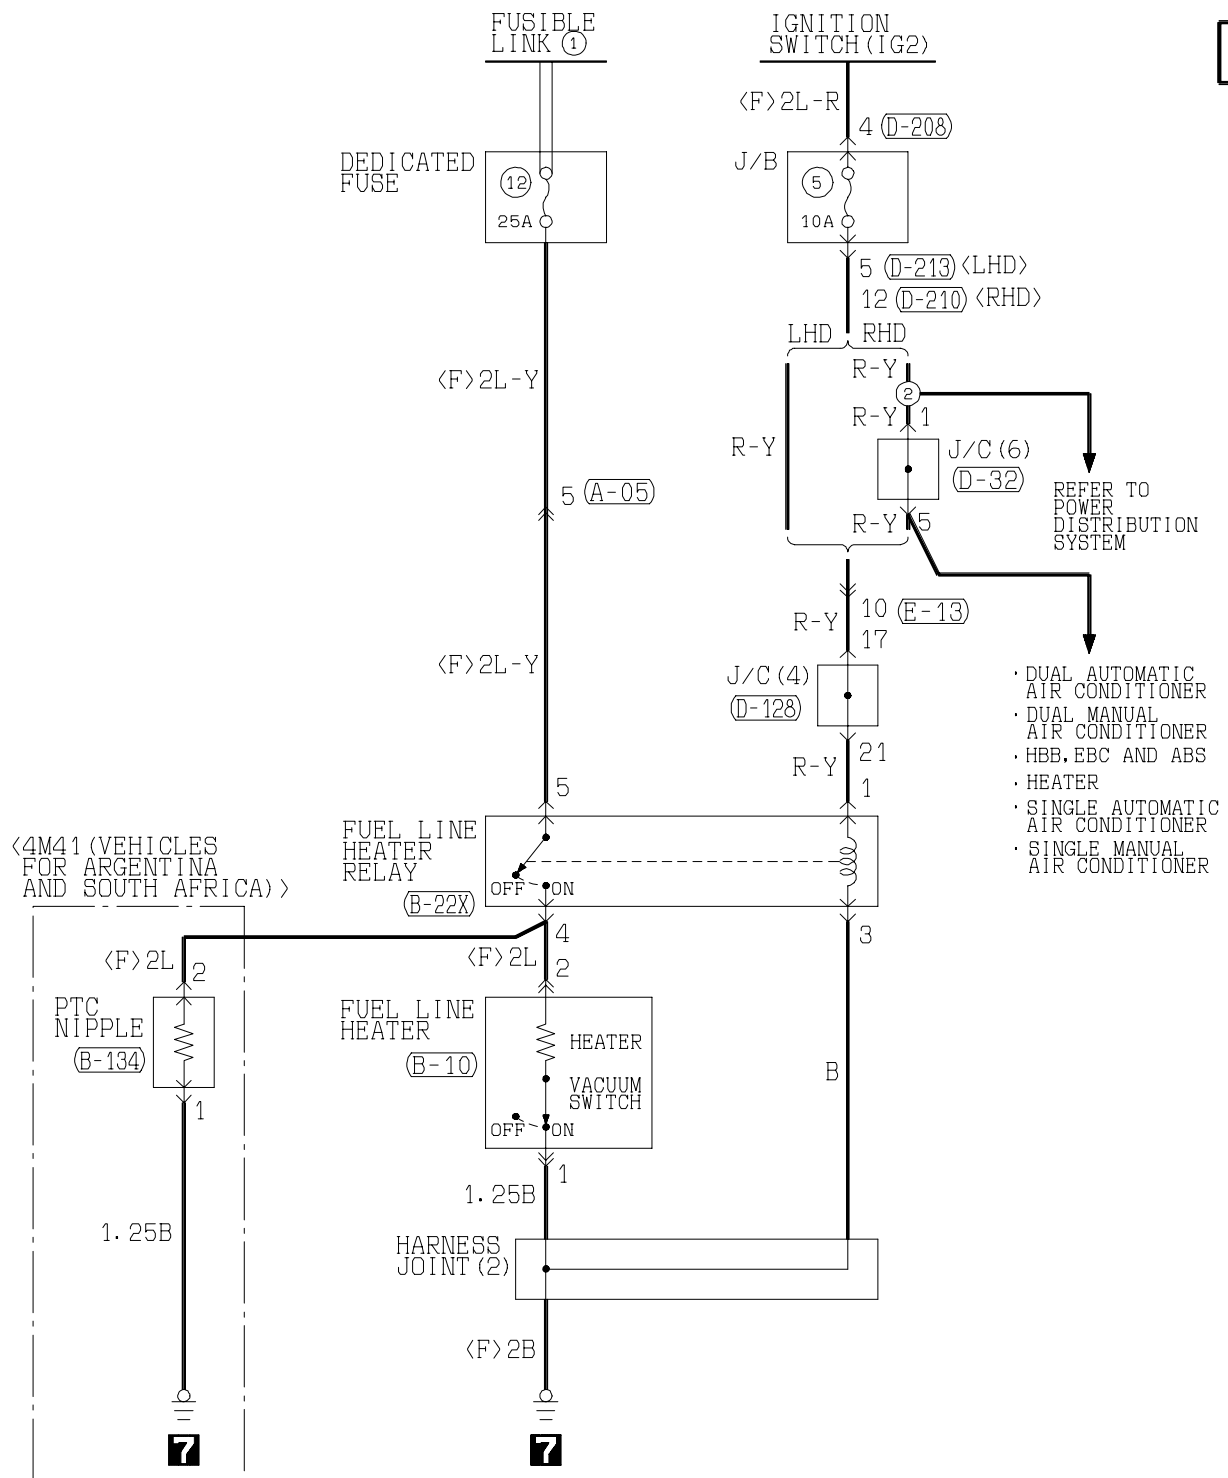 FUSIBLE
LINK 1
IGNITION
SWITCH(IG2)
<F>2L-R
4 D-208
DEDICATED
FUSE
12
25A
J/B
5
10A
5 D-213 <LHD>
12 D-210 <RHD>
LHD RHD
R-Y
2
R-Y 1
<F>2L-Y
R-Y
J/C(6)
D-32
5 A-05
R-Y 5
REFER TO
POWER
DISTRIBUTION
SYSTEM
10 E-13
R-Y
17
<F>2L-Y
J/C(4)
D-128
· DUAL AUTOMATIC
AIR CONDITIONER
· DUAL MANUAL
AIR CONDITIONER
· HBB,EBC AND ABS
· HEATER
· SINGLE AUTOMATIC
AIR CONDITIONER
· SINGLE MANUAL
AIR CONDITIONER
21
R-Y
5
1
<4M41(VEHICLES
FOR ARGENTINA
AND SOUTH AFRICA)>
FUEL LINE
HEATER
RELAY
B-22X
OFF ON
4
3
<F>2L
2
<F>2L
2
PTC
NIPPLE
B-134
1
FUEL LINE
HEATER
B-10
HEATER
VACUUM
SWITCH
OFF ON
B
1
1.25B
1.25B
HARNESS
JOINT(2)
<F>2B
7
7